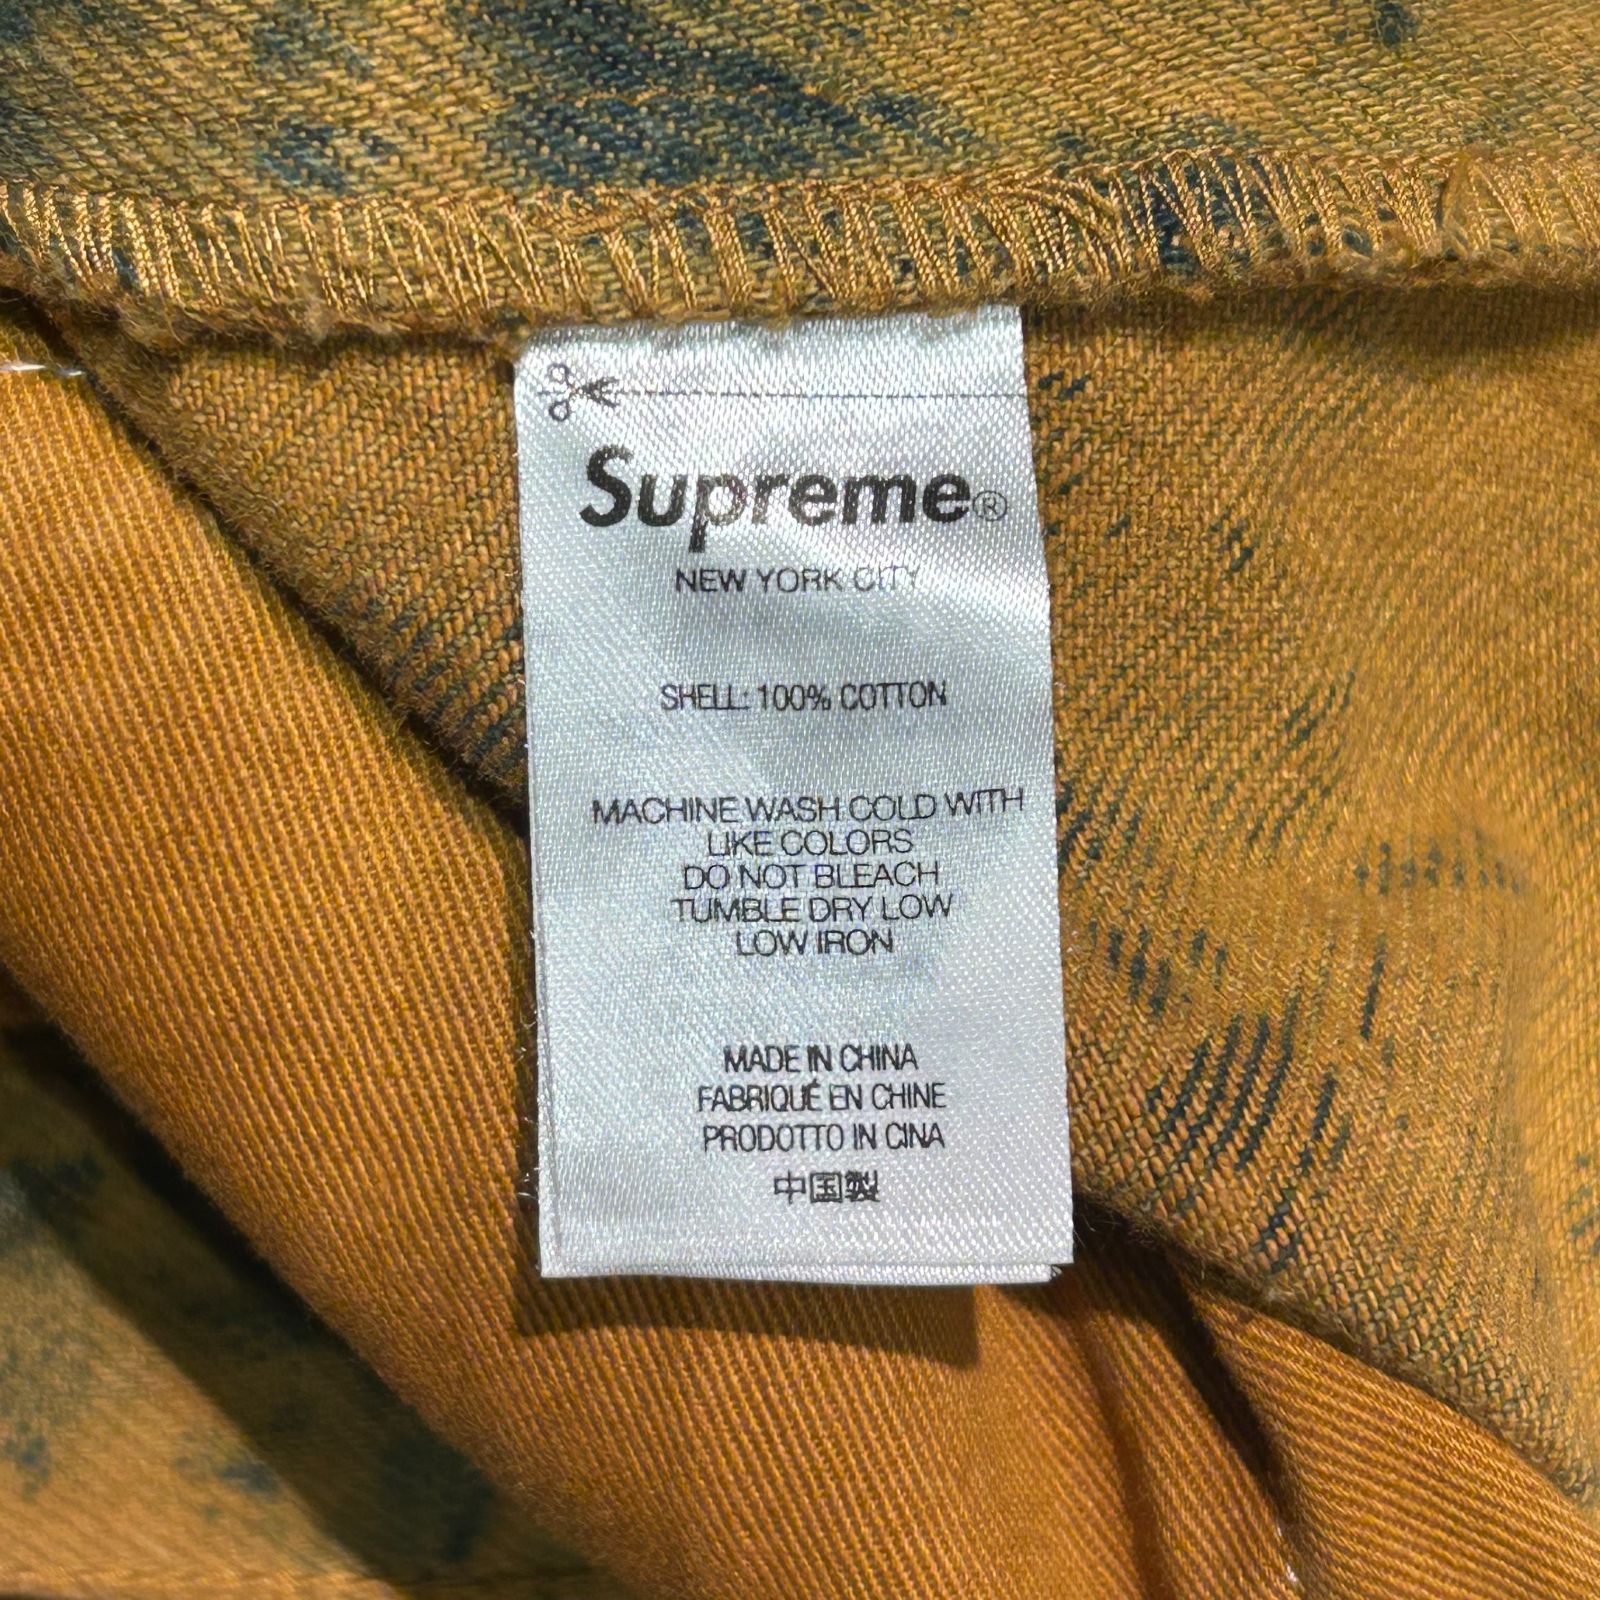 Supreme®
NEW YORK CITY
SHELL: 100% COTTON
MACHINE WASH COLD WITH
LIKE COLORS
DO NOT BLEACH
TUMBLE DRY LOW
LOW IRON
MADE IN CHINA
FABRIQUÉ EN CHINE
PRODOTTO IN CINA
中国製